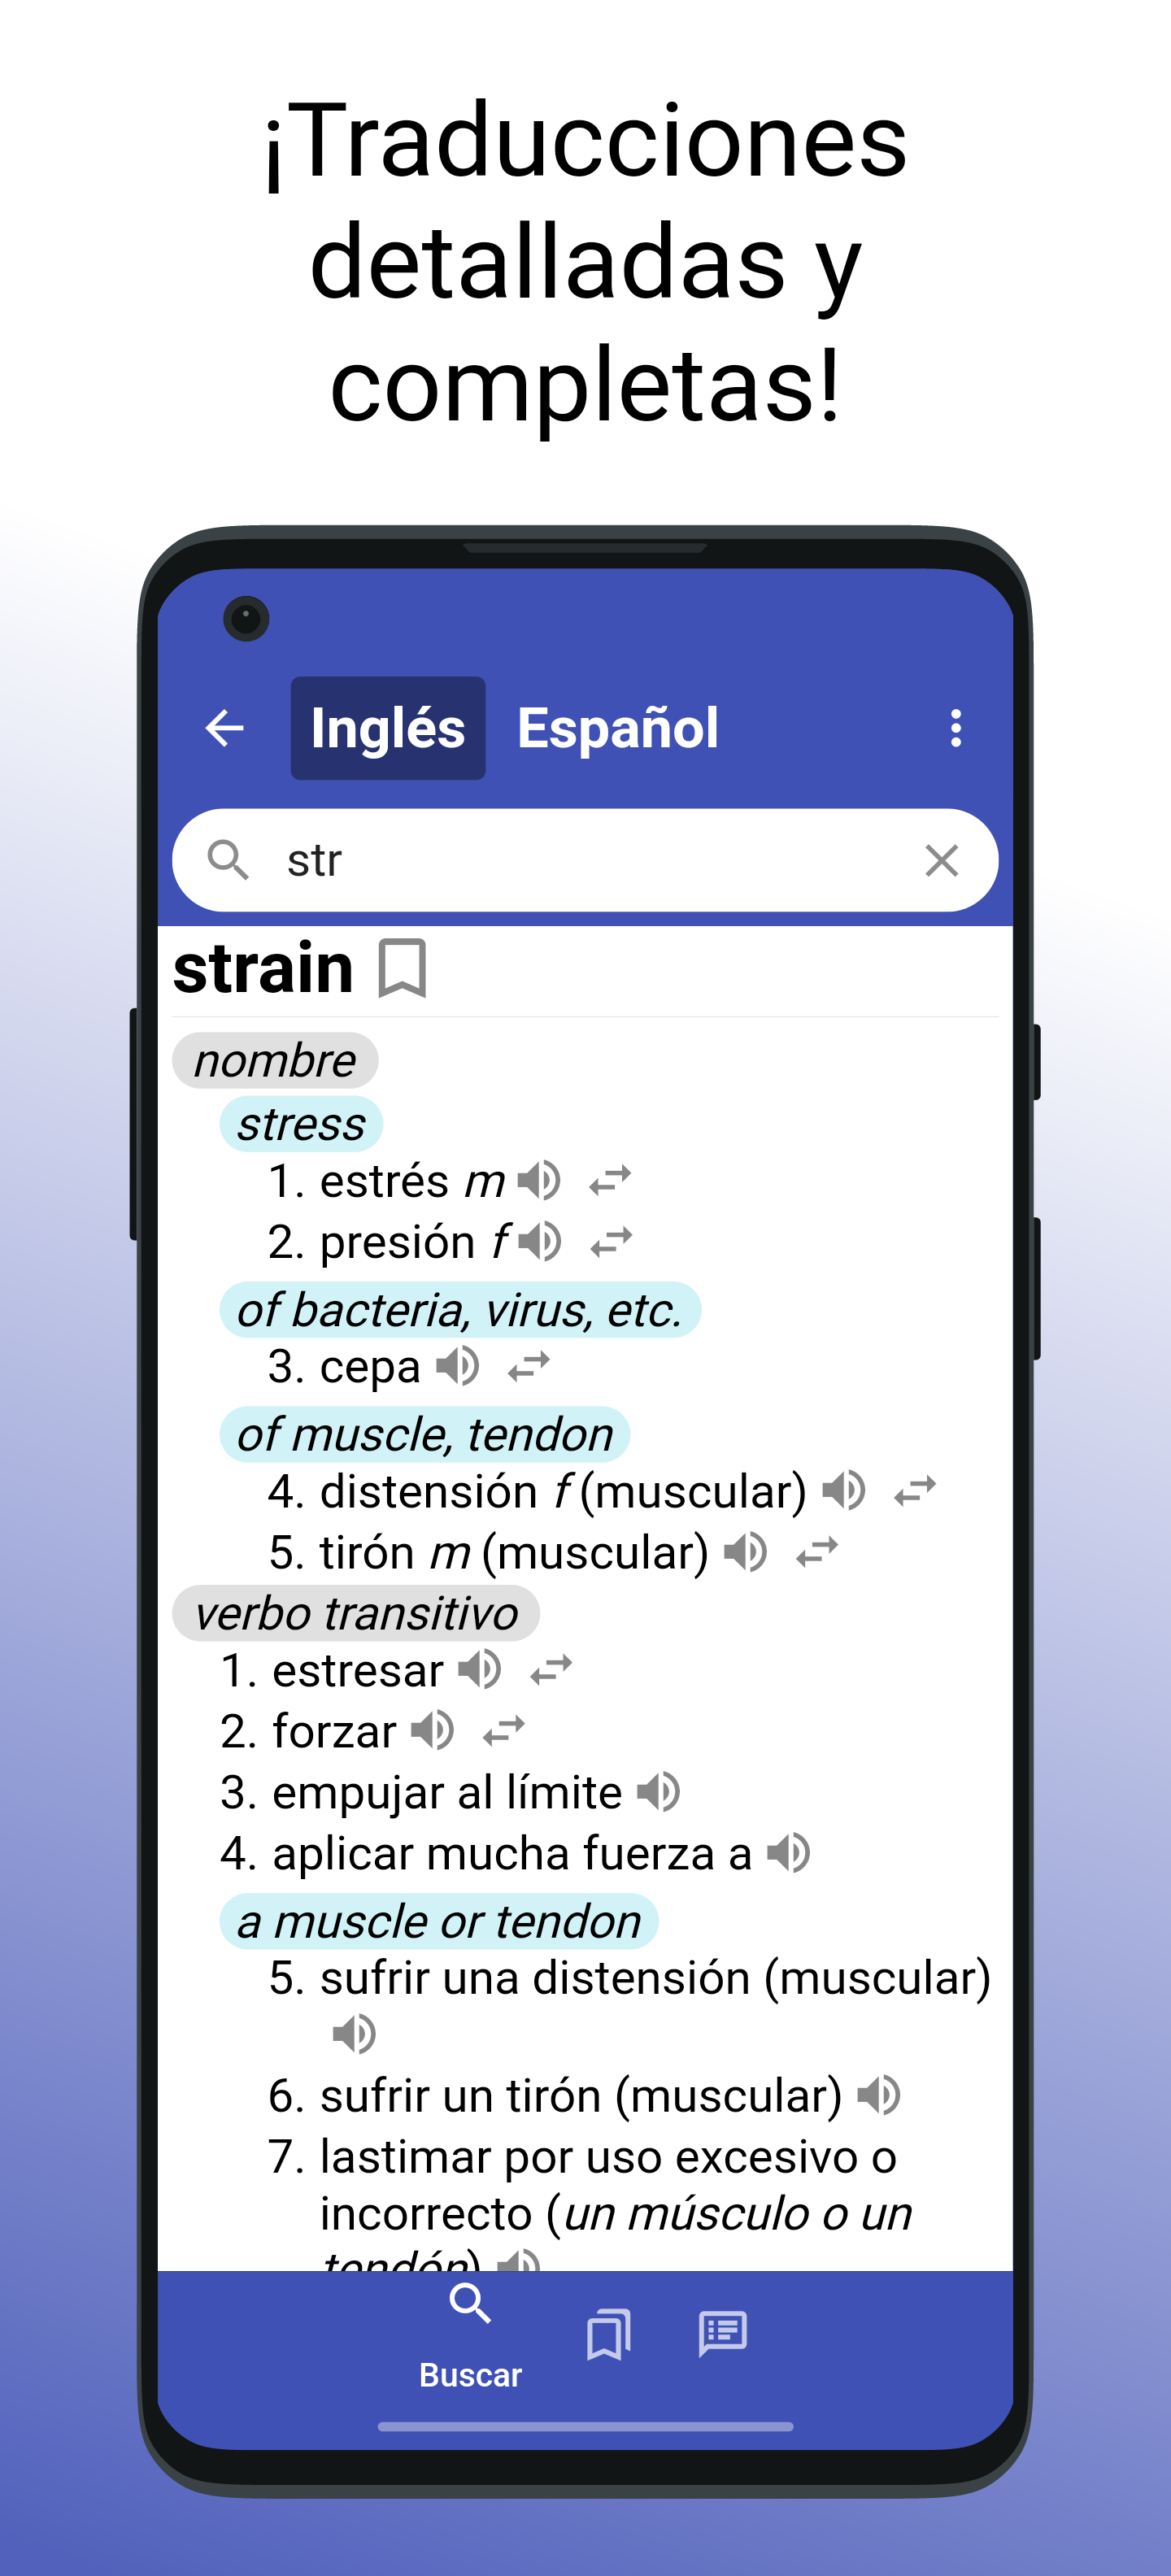 ¡Traducciones
detalladas y
completas!
Inglés Español
str
strain
nombre
stress
1. estrés m
2. presión f
of bacteria, virus, etc.
3. cepa
of muscle, tendon
4. distensión f (muscular)
5. tirón m (muscular)
verbo transitivo
1. estresar
2. forzar
3. empujar al límite
4. aplicar mucha fuerza a
a muscle or tendon
5. sufrir una distensión (muscular)
6. sufrir un tirón (muscular)
7. lastimar por uso excesivo o
incorrecto (un músculo o un
tendón)
Buscar